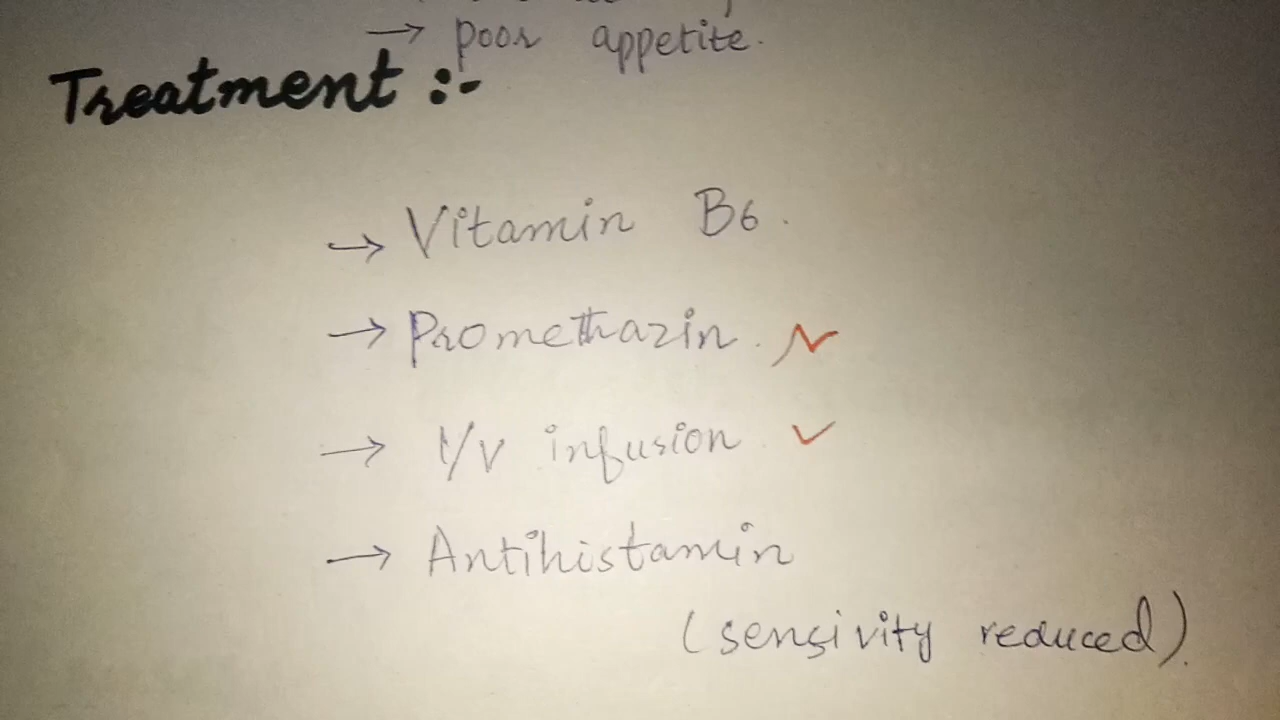 → poor appetite.
Treatment :-
→ Vitamin B6.
→ Promethazin. ✓
→ I/V infusion ✓
→ Antihistamin
(sensivity reduced).